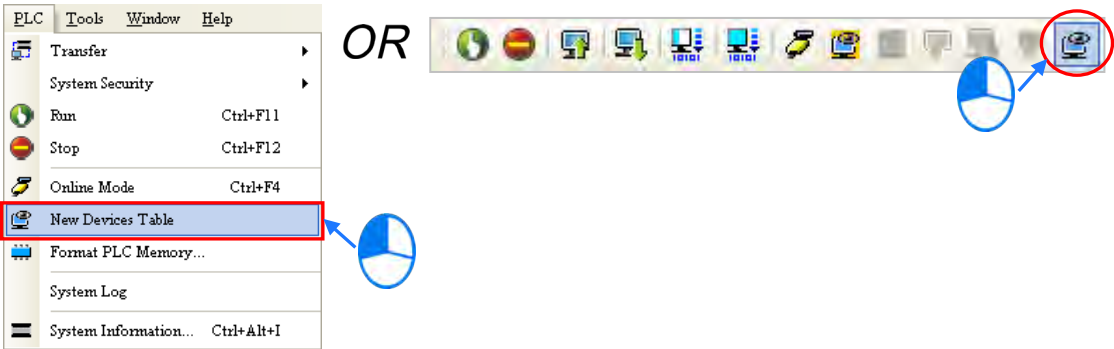 PLC Tools Window Help
OR
Transfer
System Security
Run Ctrl+F11
Stop Ctrl+F12
Online Mode Ctrl+F4
New Devices Table
Format PLC Memory...
System Log
System Information... Ctrl+Alt+I